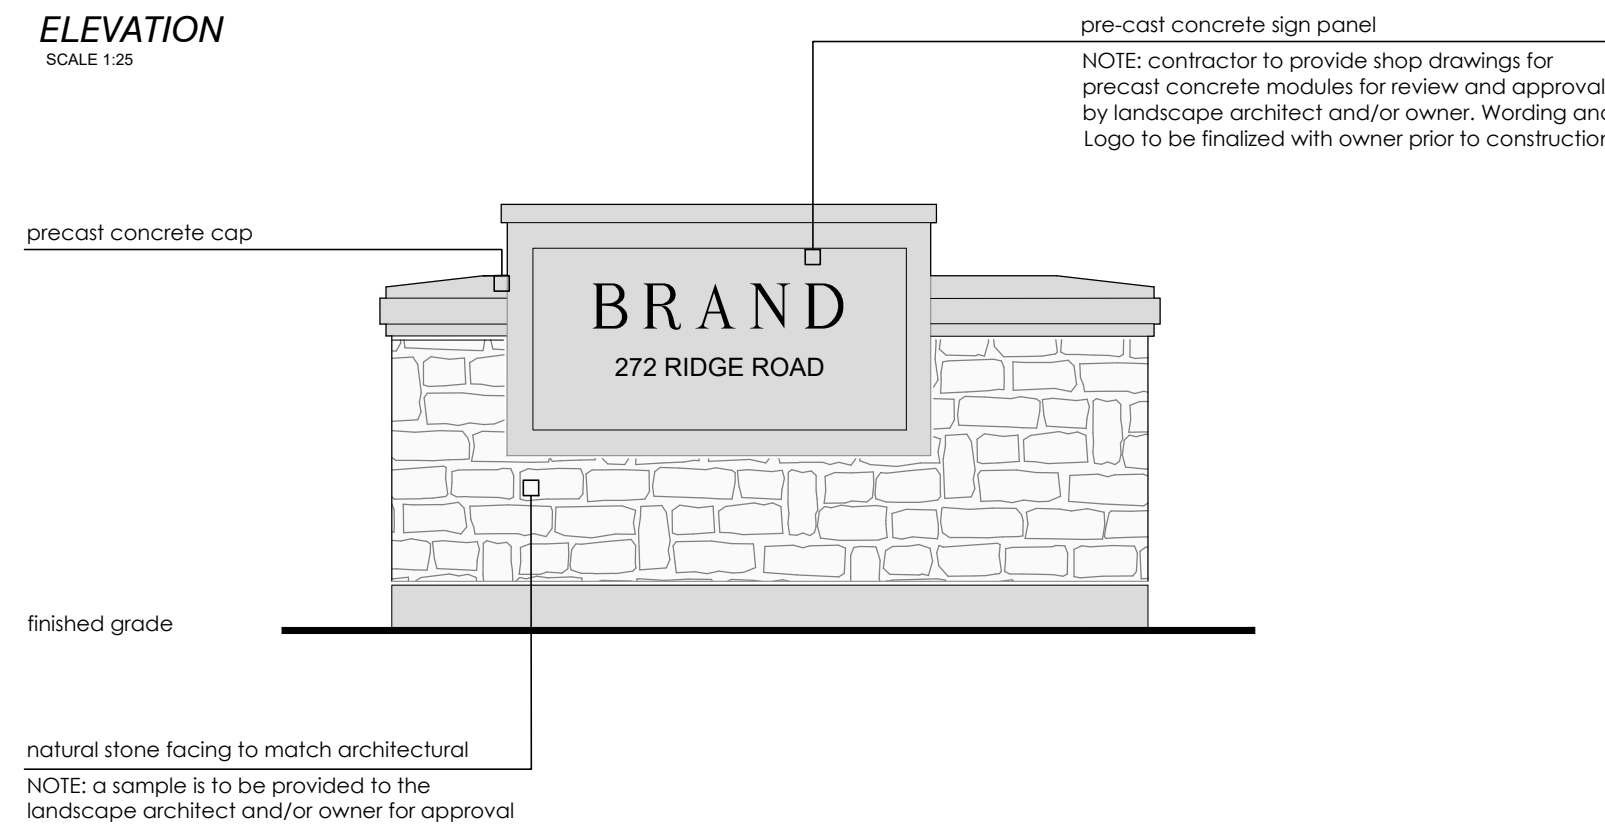 ELEVATION
SCALE 1:25
pre-cast concrete sign panel
NOTE: contractor to provide shop drawings for
precast concrete modules for review and approval
by landscape architect and/or owner. Wording and
Logo to be finalized with owner prior to construction
precast concrete cap
BRAND
272 RIDGE ROAD
finished grade
natural stone facing to match architectural
NOTE: a sample is to be provided to the
landscape architect and/or owner for approval